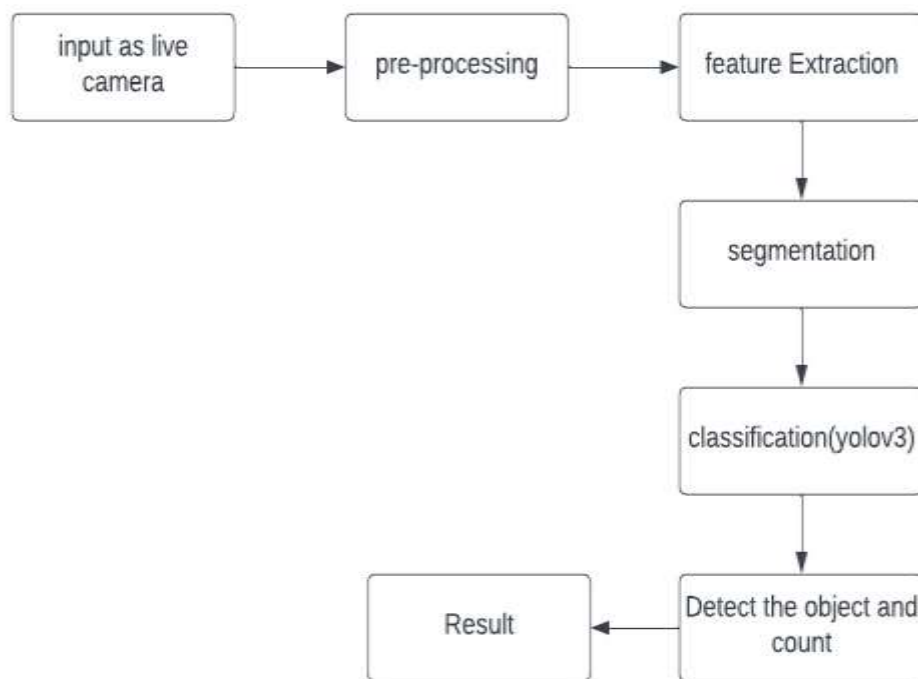 input as live
camera
pre-processing
feature Extraction
segmentation
classification(yolov3)
Detect the object and
count
Result